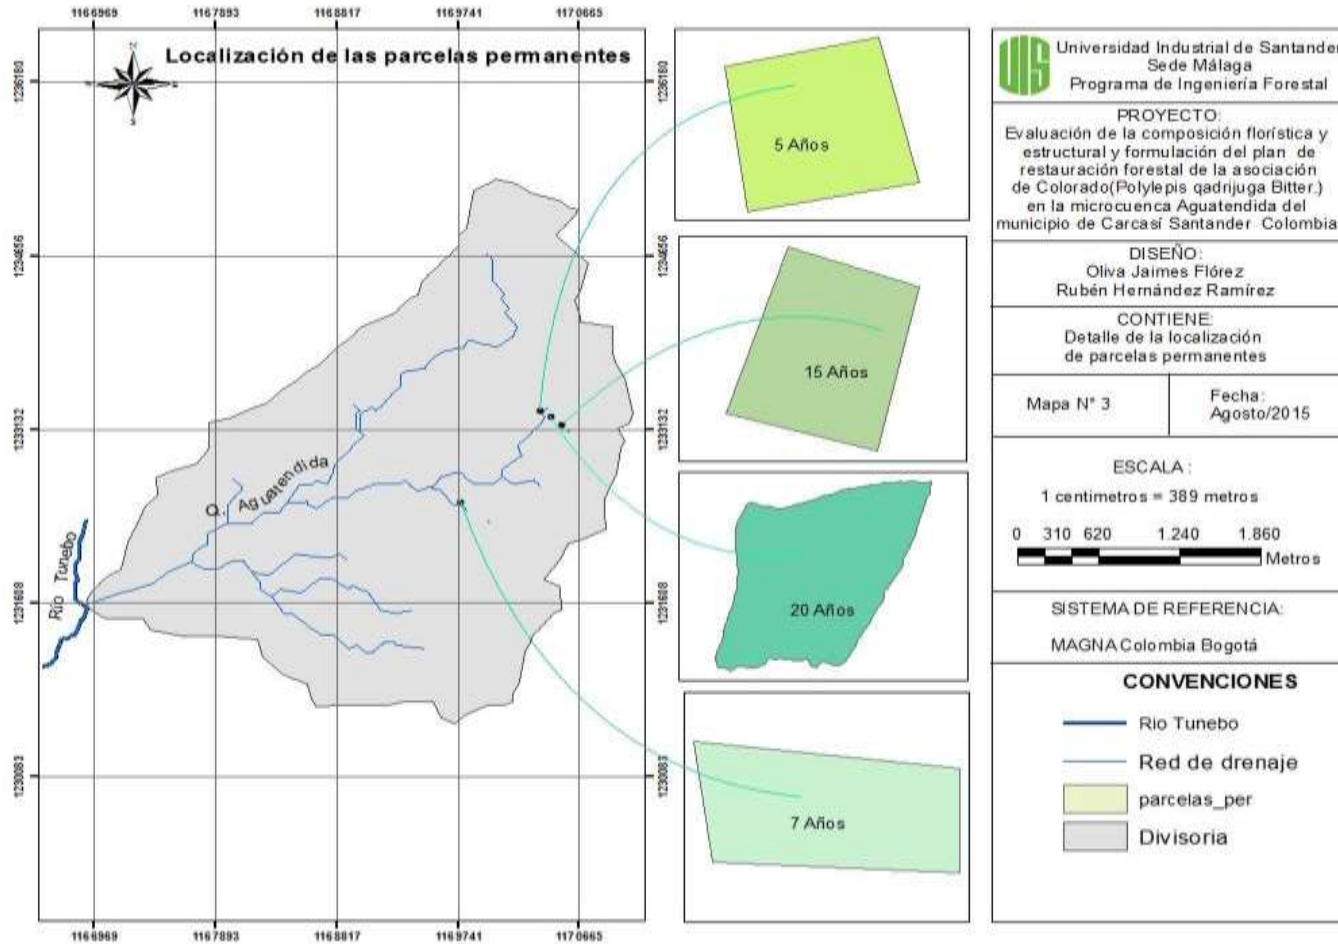 1166969 1167893 1168817 1169741 1170665
Localización de las parcelas permanentes
1236180
1234656
1233132
1231608
1230083
1236180
1234656
1233132
1231608
1230083
Q. Aguatendida
Río Tunebo
1166969 1167893 1168817 1169741 1170665
5 Años
15 Años
20 Años
7 Años
UIS
Universidad Industrial de Santander
Sede Málaga
Programa de Ingeniería Forestal
PROYECTO:
Evaluación de la composición florística y
estructural y formulación del plan de
restauración forestal de la asociación
de Colorado(Polylepis qadrijuga Bitter.)
en la microcuenca Aguatendida del
municipio de Carcasí Santander Colombia
DISEÑO:
Oliva Jaimes Flórez
Rubén Hernández Ramírez
CONTIENE:
Detalle de la localización
de parcelas permanentes
Mapa N° 3
Fecha:
Agosto/2015
ESCALA :
1 centimetros = 389 metros
0 310 620 1.240 1.860
Metros
SISTEMA DE REFERENCIA:
MAGNA Colombia Bogotá
CONVENCIONES
Rio Tunebo
Red de drenaje
parcelas_per
Divisoria